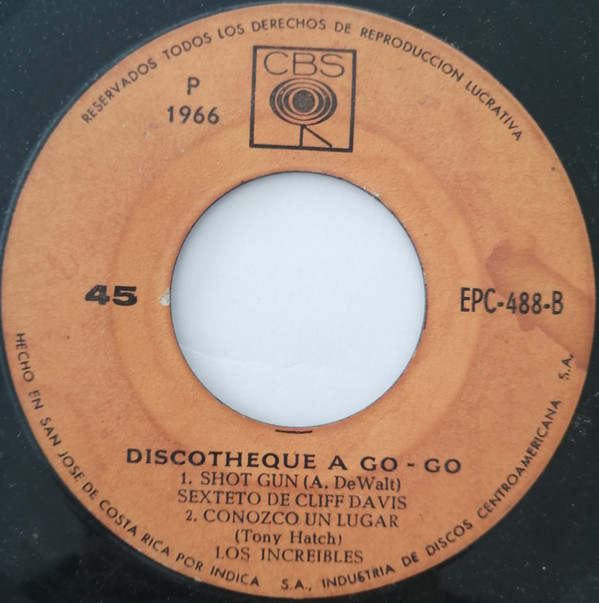 RESERVADOS TODOS LOS DERECHOS DE REPRODUCCION LUCRATIVA
CBS
P
1966
45
EPC-488-B
DISCOTHEQUE A GO - GO
1. SHOT GUN (A. DeWalt)
SEXTETO DE CLIFF DAVIS
2. CONOZCO UN LUGAR
(Tony Hatch)
LOS INCREIBLES
HECHO EN SAN JOSE DE COSTA RICA POR INDICA S.A., INDUSTRIA DE DISCOS CENTROAMERICANA S.A.